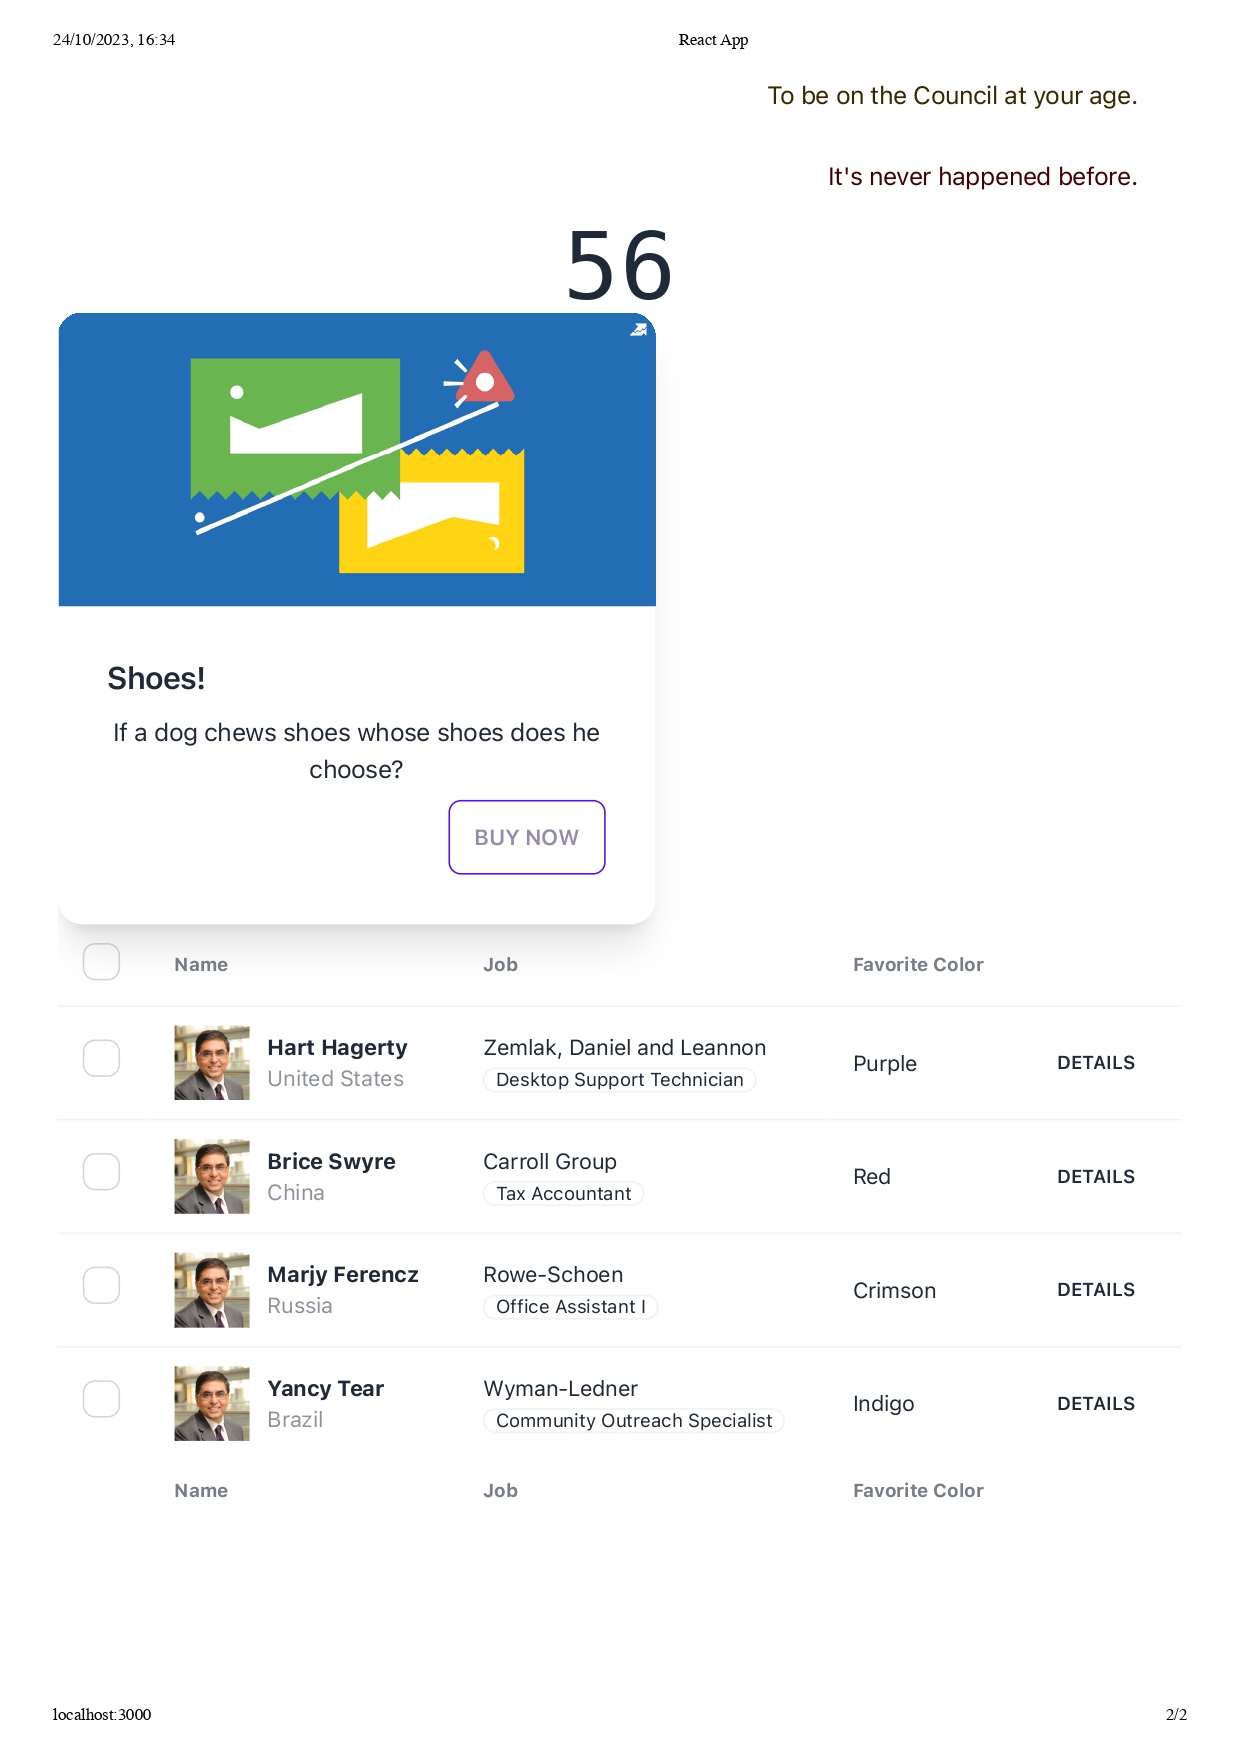 24/10/2023, 16:34 React App
To be on the Council at your age.
It's never happened before.
56
Shoes!
If a dog chews shoes whose shoes does he
choose?
BUY NOW
Name Job Favorite Color
Hart Hagerty Zemlak, Daniel and Leannon Purple DETAILS
United States Desktop Support Technician
Brice Swyre Carroll Group Red DETAILS
China Tax Accountant
Marjy Ferencz Rowe-Schoen Crimson DETAILS
Russia Office Assistant I
Yancy Tear Wyman-Ledner Indigo DETAILS
Brazil Community Outreach Specialist
Name Job Favorite Color
localhost:3000 2/2